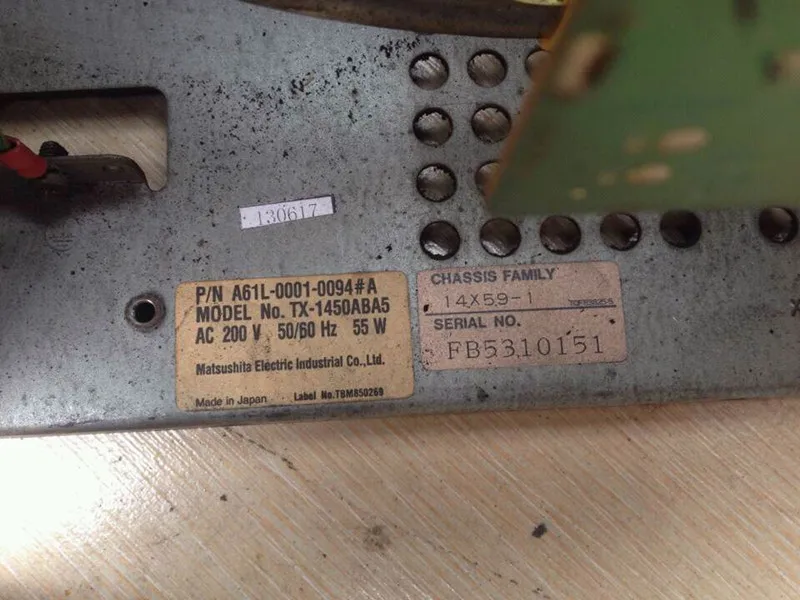 130617
P/N A61L-0001-0094#A
MODEL No. TX-1450ABA5
AC 200 V 50/60 Hz 55 W
Matsushita Electric Industrial Co., Ltd.
Made in Japan Label No. TBM850269
CHASSIS FAMILY
14X59-1
SERIAL NO.
FB5310151